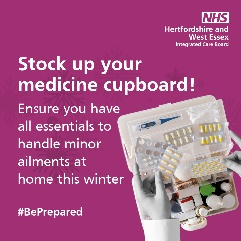 NHS
Hertfordshire and
West Essex
Integrated Care Board
Stock up your
medicine cupboard!
Ensure you have
all essentials to
handle minor
ailments at
home this winter
#BePrepared